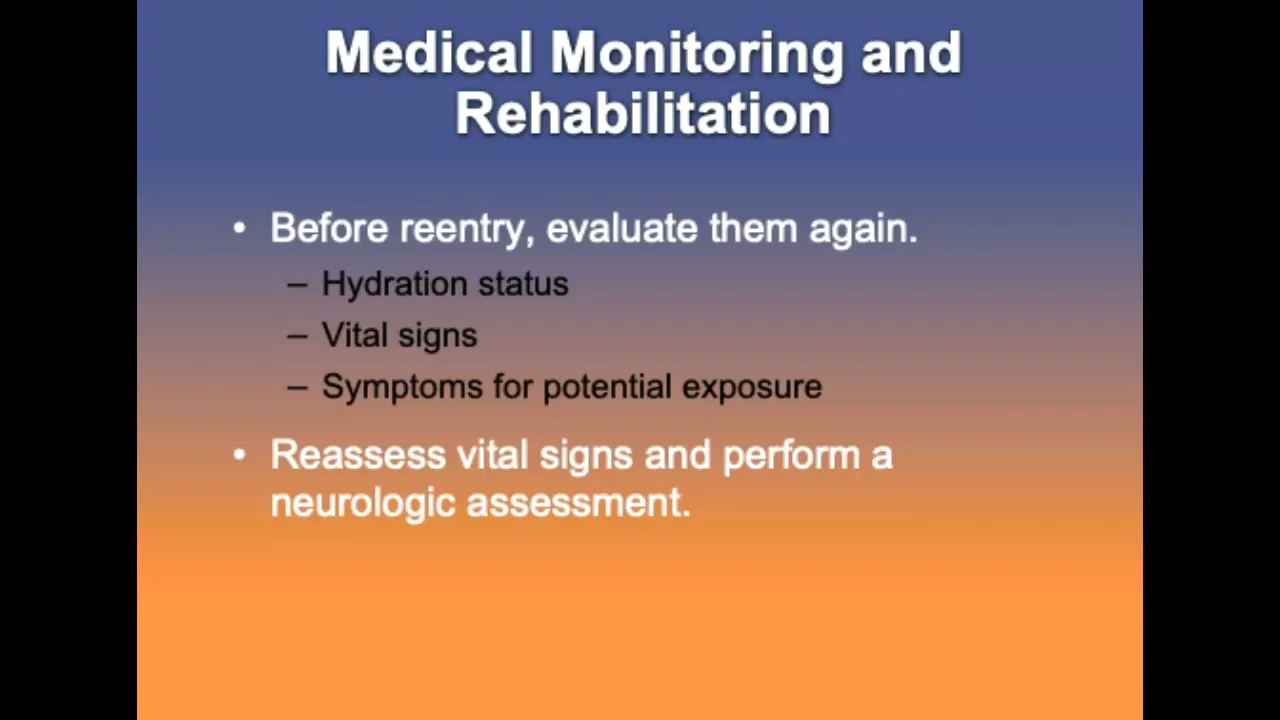 Medical Monitoring and
Rehabilitation
• Before reentry, evaluate them again.
– Hydration status
– Vital signs
– Symptoms for potential exposure
• Reassess vital signs and perform a
neurologic assessment.